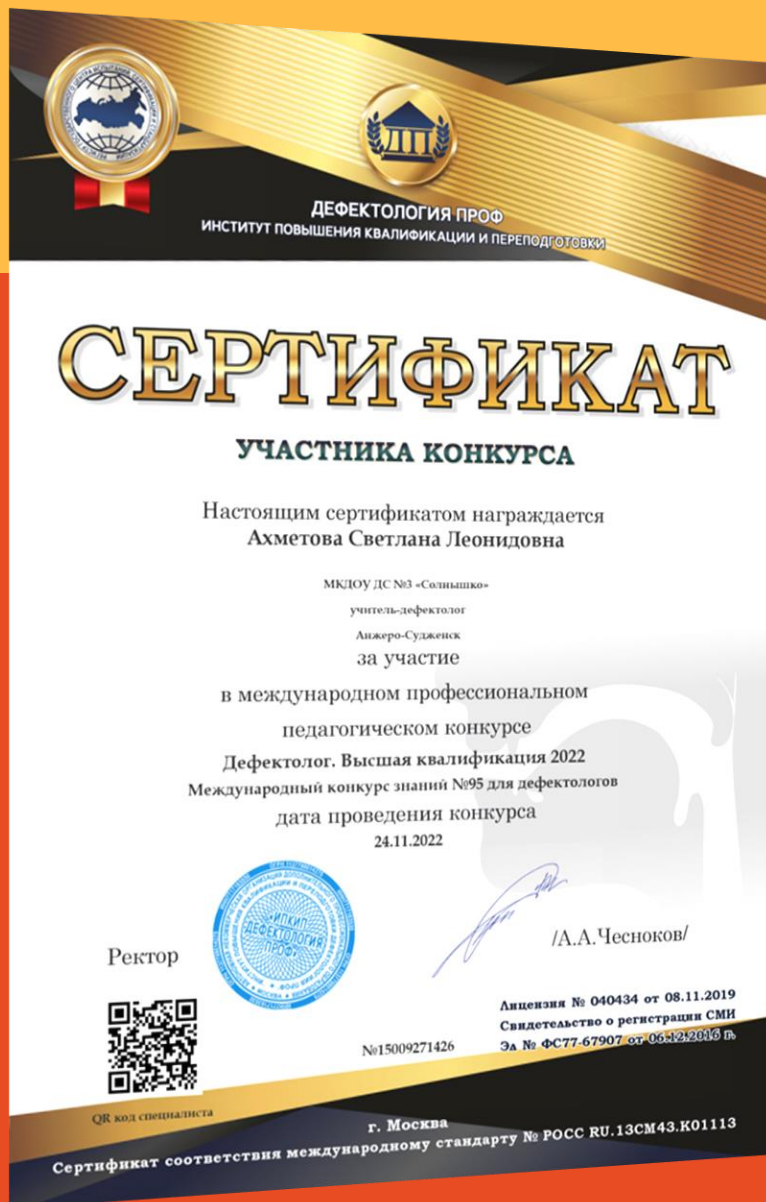 ДП
ДЕФЕКТОЛОГИЯ ПРОФ
ИНСТИТУТ ПОВЫШЕНИЯ КВАЛИФИКАЦИИ И ПЕРЕПОДГОТОВКИ
СЕРТИФИКАТ
УЧАСТНИКА КОНКУРСА
Настоящим сертификатом награждается
Ахметова Светлана Леонидовна
МКДОУ ДС №3 «Солнышко»
учитель-дефектолог
Анжеро-Судженск
за участие
в международном профессиональном
педагогическом конкурсе
Дефектолог. Высшая квалификация 2022
Международный конкурс знаний №95 для дефектологов
дата проведения конкурса
24.11.2022
«ИПКИП
ДЕФЕКТОЛОГИЯ
ПРОФ»
Ректор
/А.А.Чесноков/
Лицензия № 040434 от 08.11.2019
Свидетельство о регистрации СМИ
Эл № ФС77-67907 от 06.12.2016 г.
№15009271426
QR код специалиста
г. Москва
Сертификат соответствия международному стандарту № РОСС RU.13СМ43.К01113